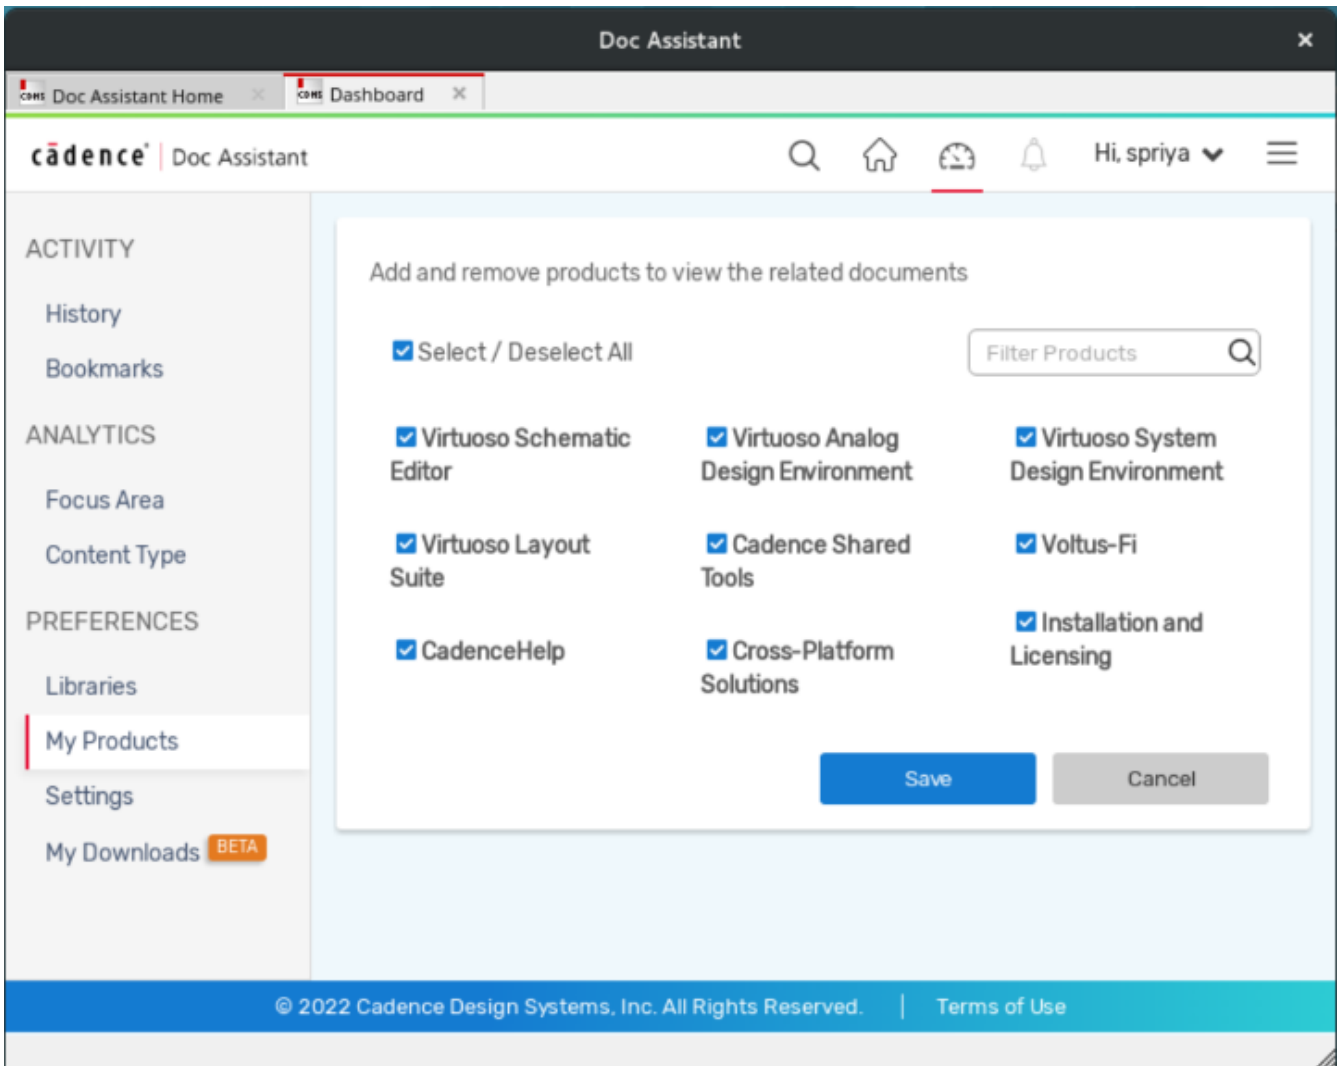 Doc Assistant
CDMS Doc Assistant Home
CDMS Dashboard
cādence® | Doc Assistant
Hi, spriya
ACTIVITY
History
Bookmarks
ANALYTICS
Focus Area
Content Type
PREFERENCES
Libraries
My Products
Settings
My Downloads BETA
Add and remove products to view the related documents
Select / Deselect All
Filter Products
Virtuoso Schematic
Editor
Virtuoso Analog
Design Environment
Virtuoso System
Design Environment
Virtuoso Layout
Suite
Cadence Shared
Tools
Voltus-Fi
CadenceHelp
Cross-Platform
Solutions
Installation and
Licensing
Save
Cancel
© 2022 Cadence Design Systems, Inc. All Rights Reserved. | Terms of Use